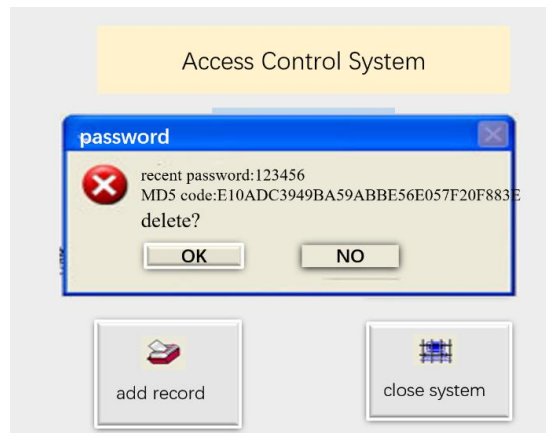 Access Control System
password
recent password:123456
MD5 code:E10ADC3949BA59ABBE56E057F20F883E
delete?
OK NO
add record close system